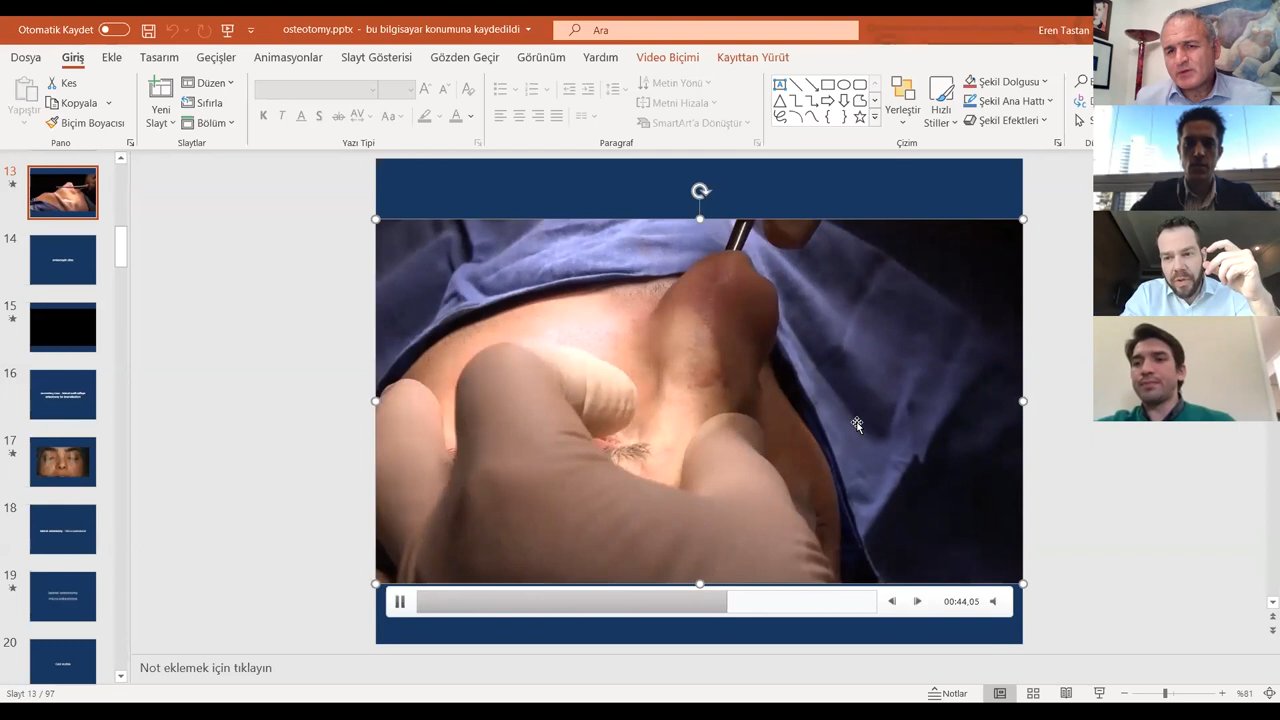 Otomatik Kaydet
osteotomy.pptx - bu bilgisayar konumuna kaydedildi
Ara
Eren Tastan
Dosya Giriş Ekle Tasarım Geçişler Animasyonlar Slayt Gösterisi Gözden Geçir Görünüm Yardım Video Biçimi Kayıttan Yürüt
Yapıştır
Kes
Kopyala
Biçim Boyacısı
Pano
Yeni
Slayt
Düzen
Sıfırla
Bölüm
Slaytlar
K T A S ab AV Aa A
Yazı Tipi
Metin Yönü
Metni Hizala
SmartArt'a Dönüştür
Paragraf
Yerleştir
Hızlı
Stiller
Şekil Dolgusu
Şekil Ana Hattı
Şekil Efektleri
Çizim
13
14
15
16
17
18
19
20
00:44,05
Not eklemek için tıklayın
Slayt 13 / 97
Notlar
%81